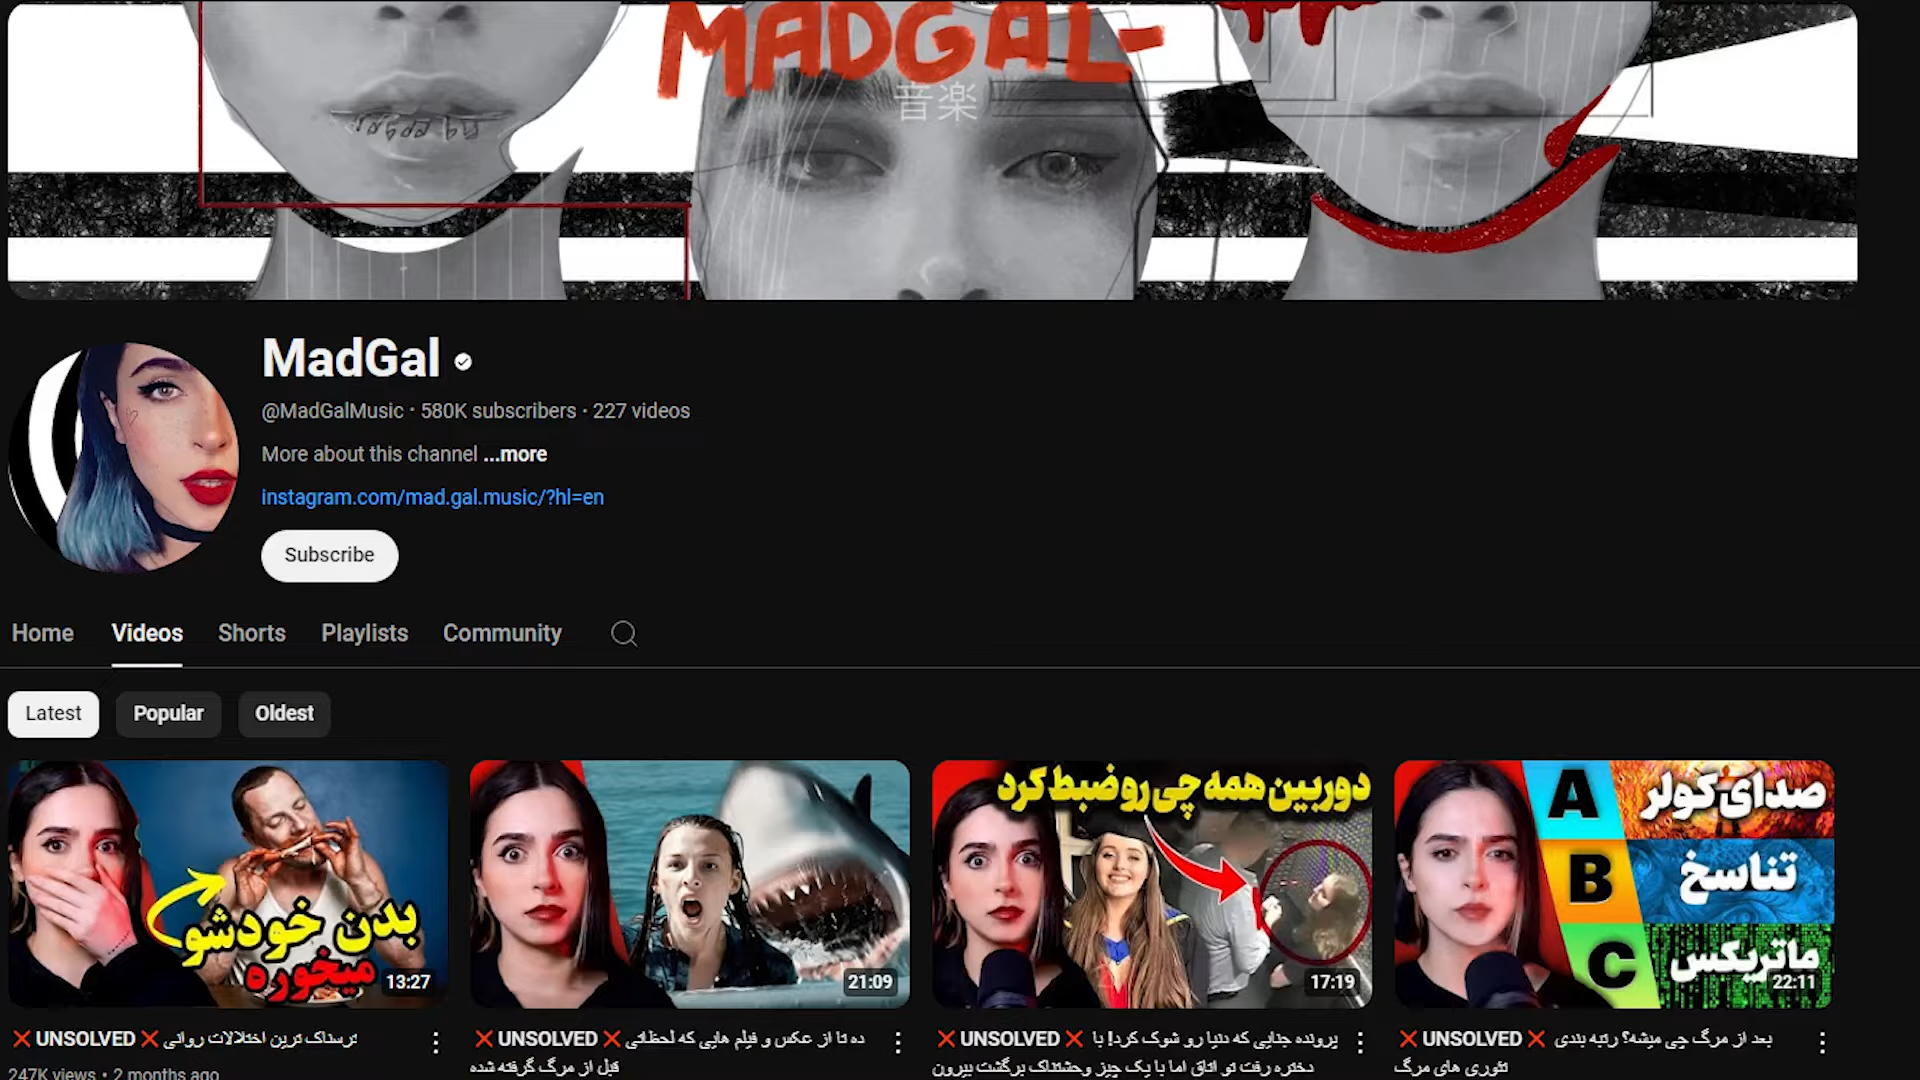 MADGAL-
音楽
MadGal
@MadGalMusic • 580K subscribers • 227 videos
More about this channel ...more
instagram.com/mad.gal.music/?hl=en
Subscribe
Home Videos Shorts Playlists Community
Latest Popular Oldest
بدن خودشو
میخوره
13:27
21:09
دوربین همه چی رو ضبط کرد
17:19
A
صدای کولر
B
تناسخ
C
ماتریکس
22:11
❌ UNSOLVED ❌ ترسناک ترین اختلالات روانی
247K views • 2 months ago
❌ UNSOLVED ❌ ده تا از عکس و فیلم هایی که لحظاتی
قبل از مرگ گرفته شده
❌ UNSOLVED ❌ پرونده جنایی که دنیا رو شوک کرد! با
دختره رفت تو اتاق اما با یک چیز وحشتناک برگشت بیرون
❌ UNSOLVED ❌ بعد از مرگ چی میشه؟ رتبه بندی
تئوری های مرگ